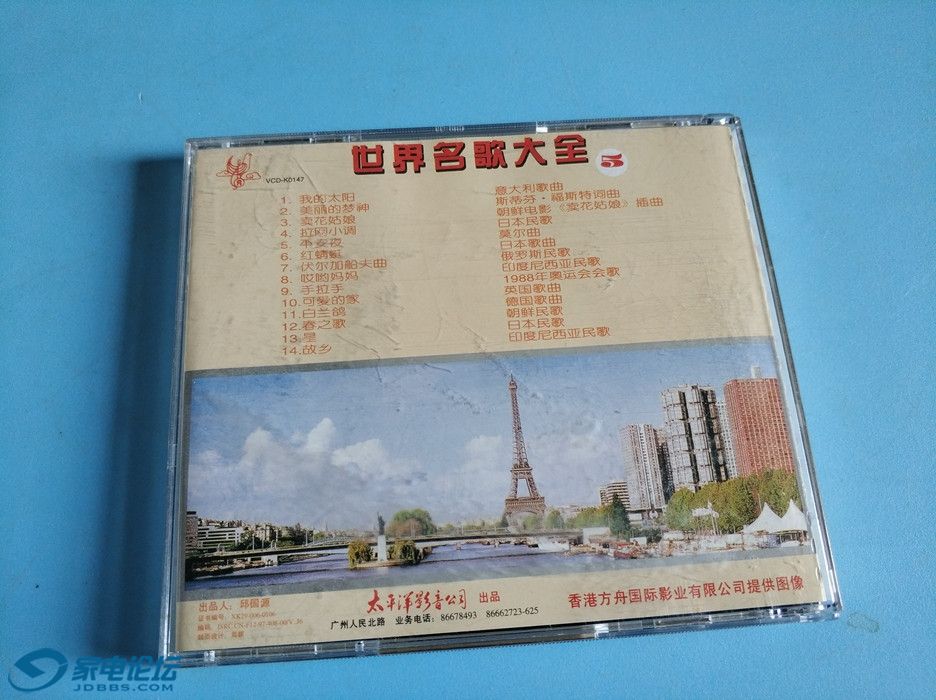 世界名歌大全 5
VCD-K0147
1. 我的太阳 意大利歌曲
2. 美丽的梦神 斯蒂芬·福斯特词曲
3. 卖花姑娘 朝鲜电影《卖花姑娘》插曲
4. 拉网小调 日本民歌
5. 平安夜 莫尔曲
6. 红蜻蜓 日本歌曲
7. 伏尔加船夫曲 俄罗斯民歌
8. 哎哟妈妈 印度尼西亚民歌
9. 手拉手 1988年奥运会会歌
10.可爱的家 英国歌曲
11.白兰鸽 德国歌曲
12.春之歌 朝鲜民歌
13 星 日本民歌
14.故乡 印度尼西亚民歌
出品人：邱国源
太平洋影音公司 出品
香港方舟国际影业有限公司提供图像
广州人民北路 业务电话：86678493 86662723-625
家电论坛
JDBBS.COM